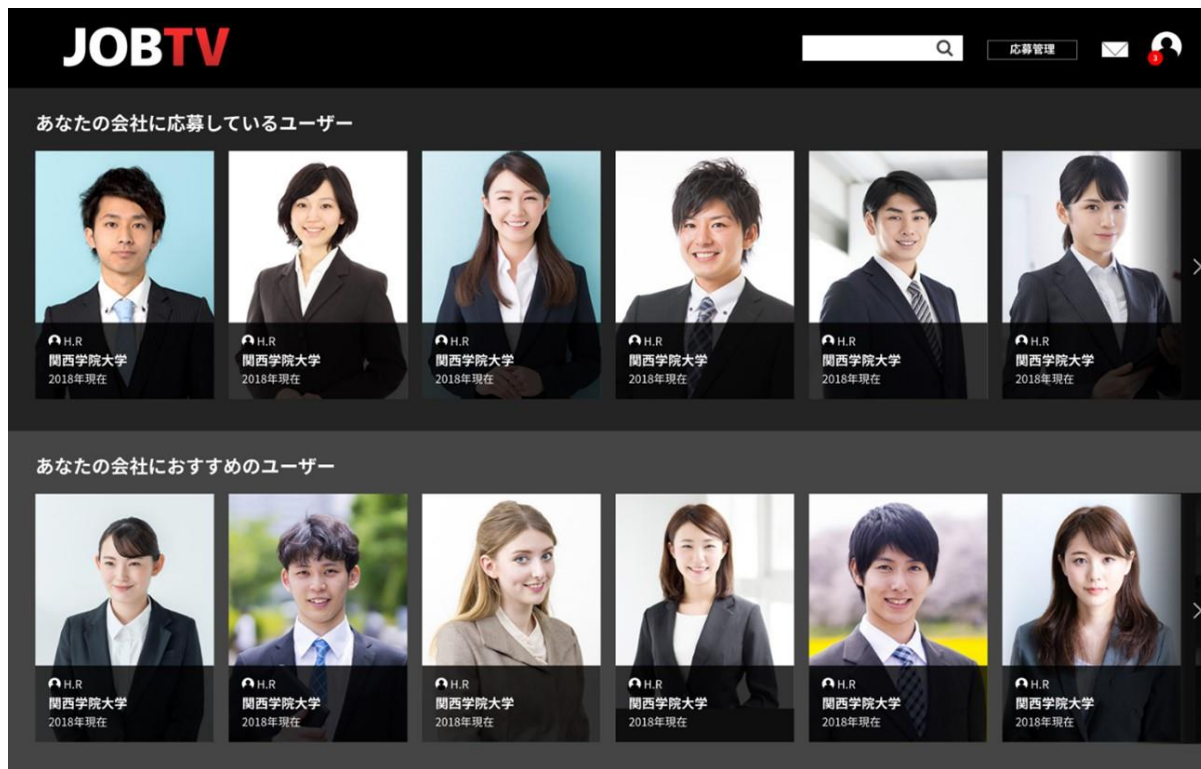 JOBTV
応募管理
3
あなたの会社に応募しているユーザー
H.R
関西学院大学
2018年現在
H.R
関西学院大学
2018年現在
H.R
関西学院大学
2018年現在
H.R
関西学院大学
2018年現在
H.R
関西学院大学
2018年現在
H.R
関西学院大学
2018年現在
あなたの会社におすすめのユーザー
H.R
関西学院大学
2018年現在
H.R
関西学院大学
2018年現在
H.R
関西学院大学
2018年現在
H.R
関西学院大学
2018年現在
H.R
関西学院大学
2018年現在
H.R
関西学院大学
2018年現在